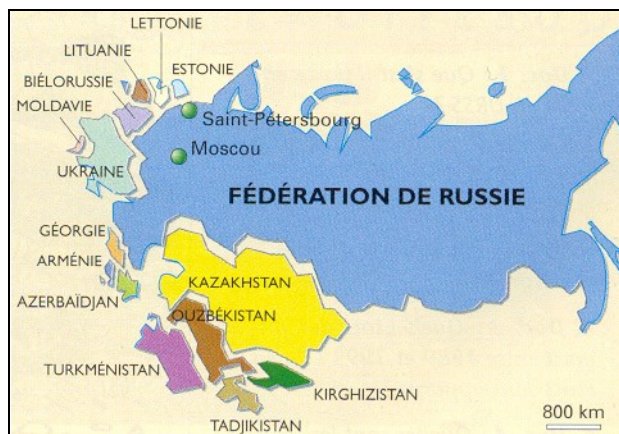 LETTONIE
LITUANIE
ESTONIE
BIÉLORUSSIE
MOLDAVIE
Saint-Pétersbourg
Moscou
UKRAINE
FÉDÉRATION DE RUSSIE
GÉORGIE
ARMÉNIE
KAZAKHSTAN
AZERBAÏDJAN
OUZBÉKISTAN
TURKMÉNISTAN
KIRGHIZISTAN
TADJIKISTAN
800 km